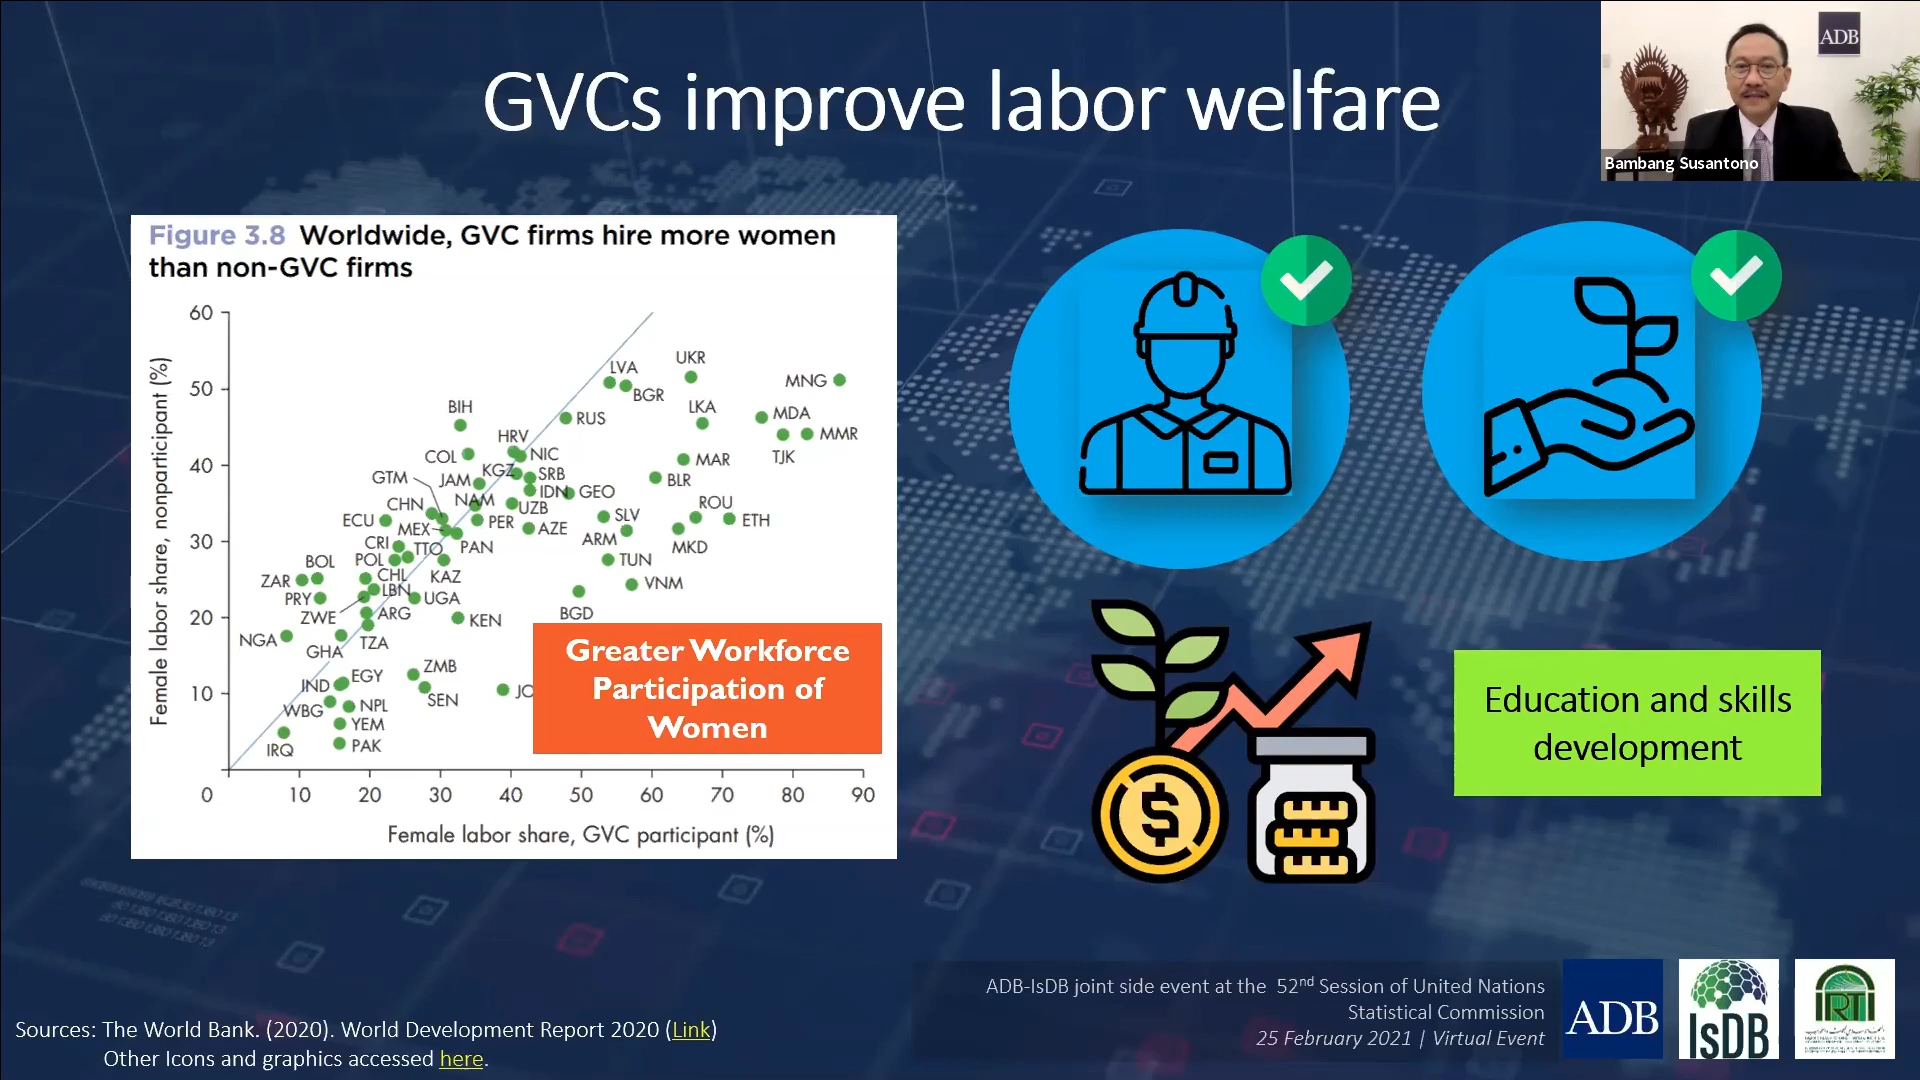 GVCs improve labor welfare
ADB
Bambang Susantono
Figure 3.8 Worldwide, GVC firms hire more women
than non-GVC firms
Female labor share, nonparticipant (%)
60
50
40
30
20
10
0
10
20
30
40
50
60
70
80
90
Female labor share, GVC participant (%)
UKR
LVA
MNG
BGR
BIH
LKA
MDA
RUS
MMR
HRV
NIC
COL
MAR
TJK
KGZ
GTM
JAM
SRB
BLR
IDN
GEO
CHN
NAM
UZB
ROU
ECU
MEX
PER
AZE
SLV
ETH
CRI
TTO
PAN
ARM
MKD
BOL
POL
TUN
ZAR
CHL
KAZ
VNM
PRY
LBN
UGA
ZWE
ARG
KEN
BGD
NGA
GHA
TZA
EGY
ZMB
IND
JO
WBG
NPL
SEN
YEM
IRQ
PAK
Greater Workforce
Participation of
Women
Education and skills
development
ADB-IsDB joint side event at the 52nd Session of United Nations
Statistical Commission
25 February 2021 | Virtual Event
ADB
IsDB
IRTI
Sources: The World Bank. (2020). World Development Report 2020 (Link)
Other Icons and graphics accessed here.